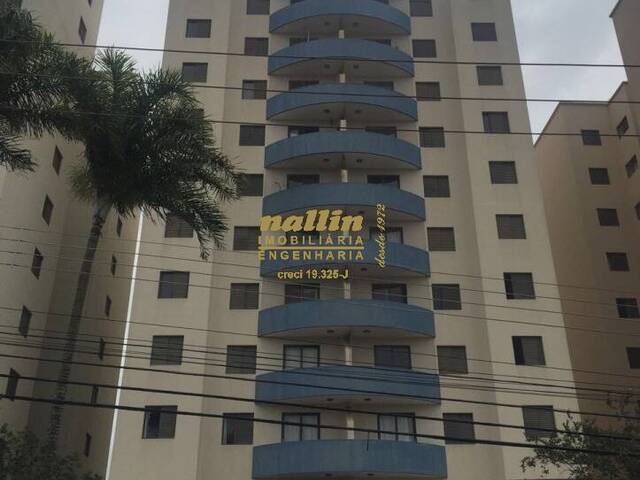 nallin
IMOBILIÁRIA
ENGENHARIA
desde 1972
creci 19.325-J